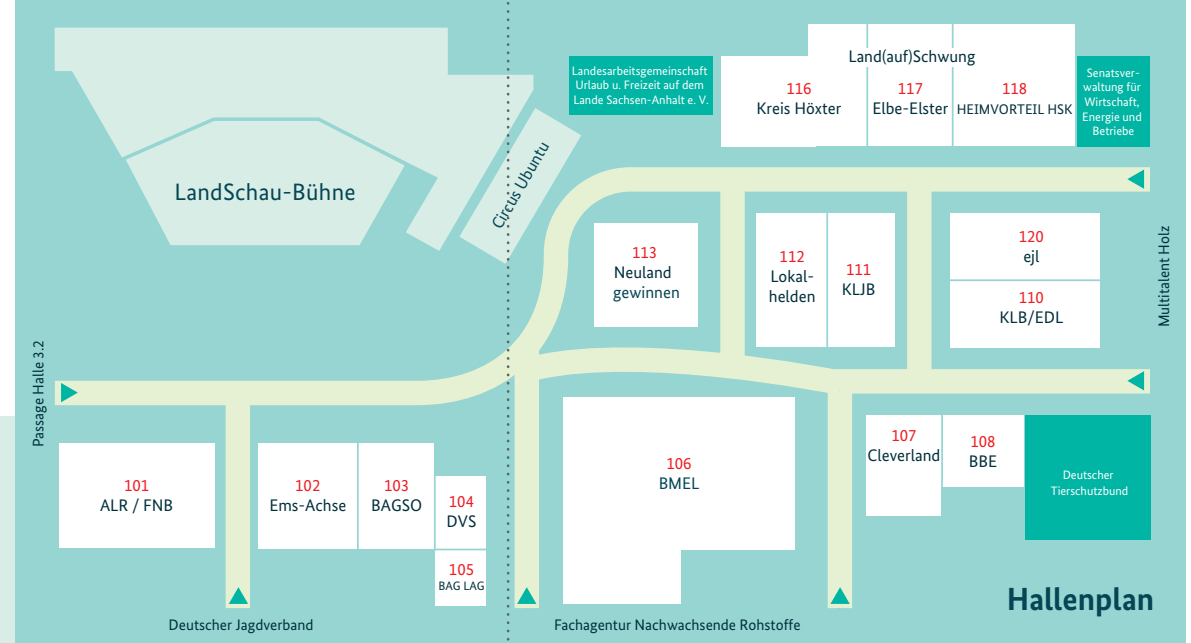 Landesarbeitsgemeinschaft
Urlaub u. Freizeit auf dem
Lande Sachsen-Anhalt e. V.
Land(auf)Schwung
116
Kreis Höxter
117
Elbe-Elster
118
HEIMVORTEIL HSK
Senatsver-
waltung für
Wirtschaft,
Energie und
Betriebe
LandSchau-Bühne
Circus Ubuntu
113
Neuland
gewinnen
112
Lokal-
helden
111
KLJB
120
ejl
110
KLB/EDL
Multitalent Holz
Passage Halle 3.2
101
ALR / FNB
102
Ems-Achse
103
BAGSO
104
DVS
105
BAG LAG
106
BMEL
107
Cleverland
108
BBE
Deutscher
Tierschutzbund
Hallenplan
Deutscher Jagdverband
Fachagentur Nachwachsende Rohstoffe